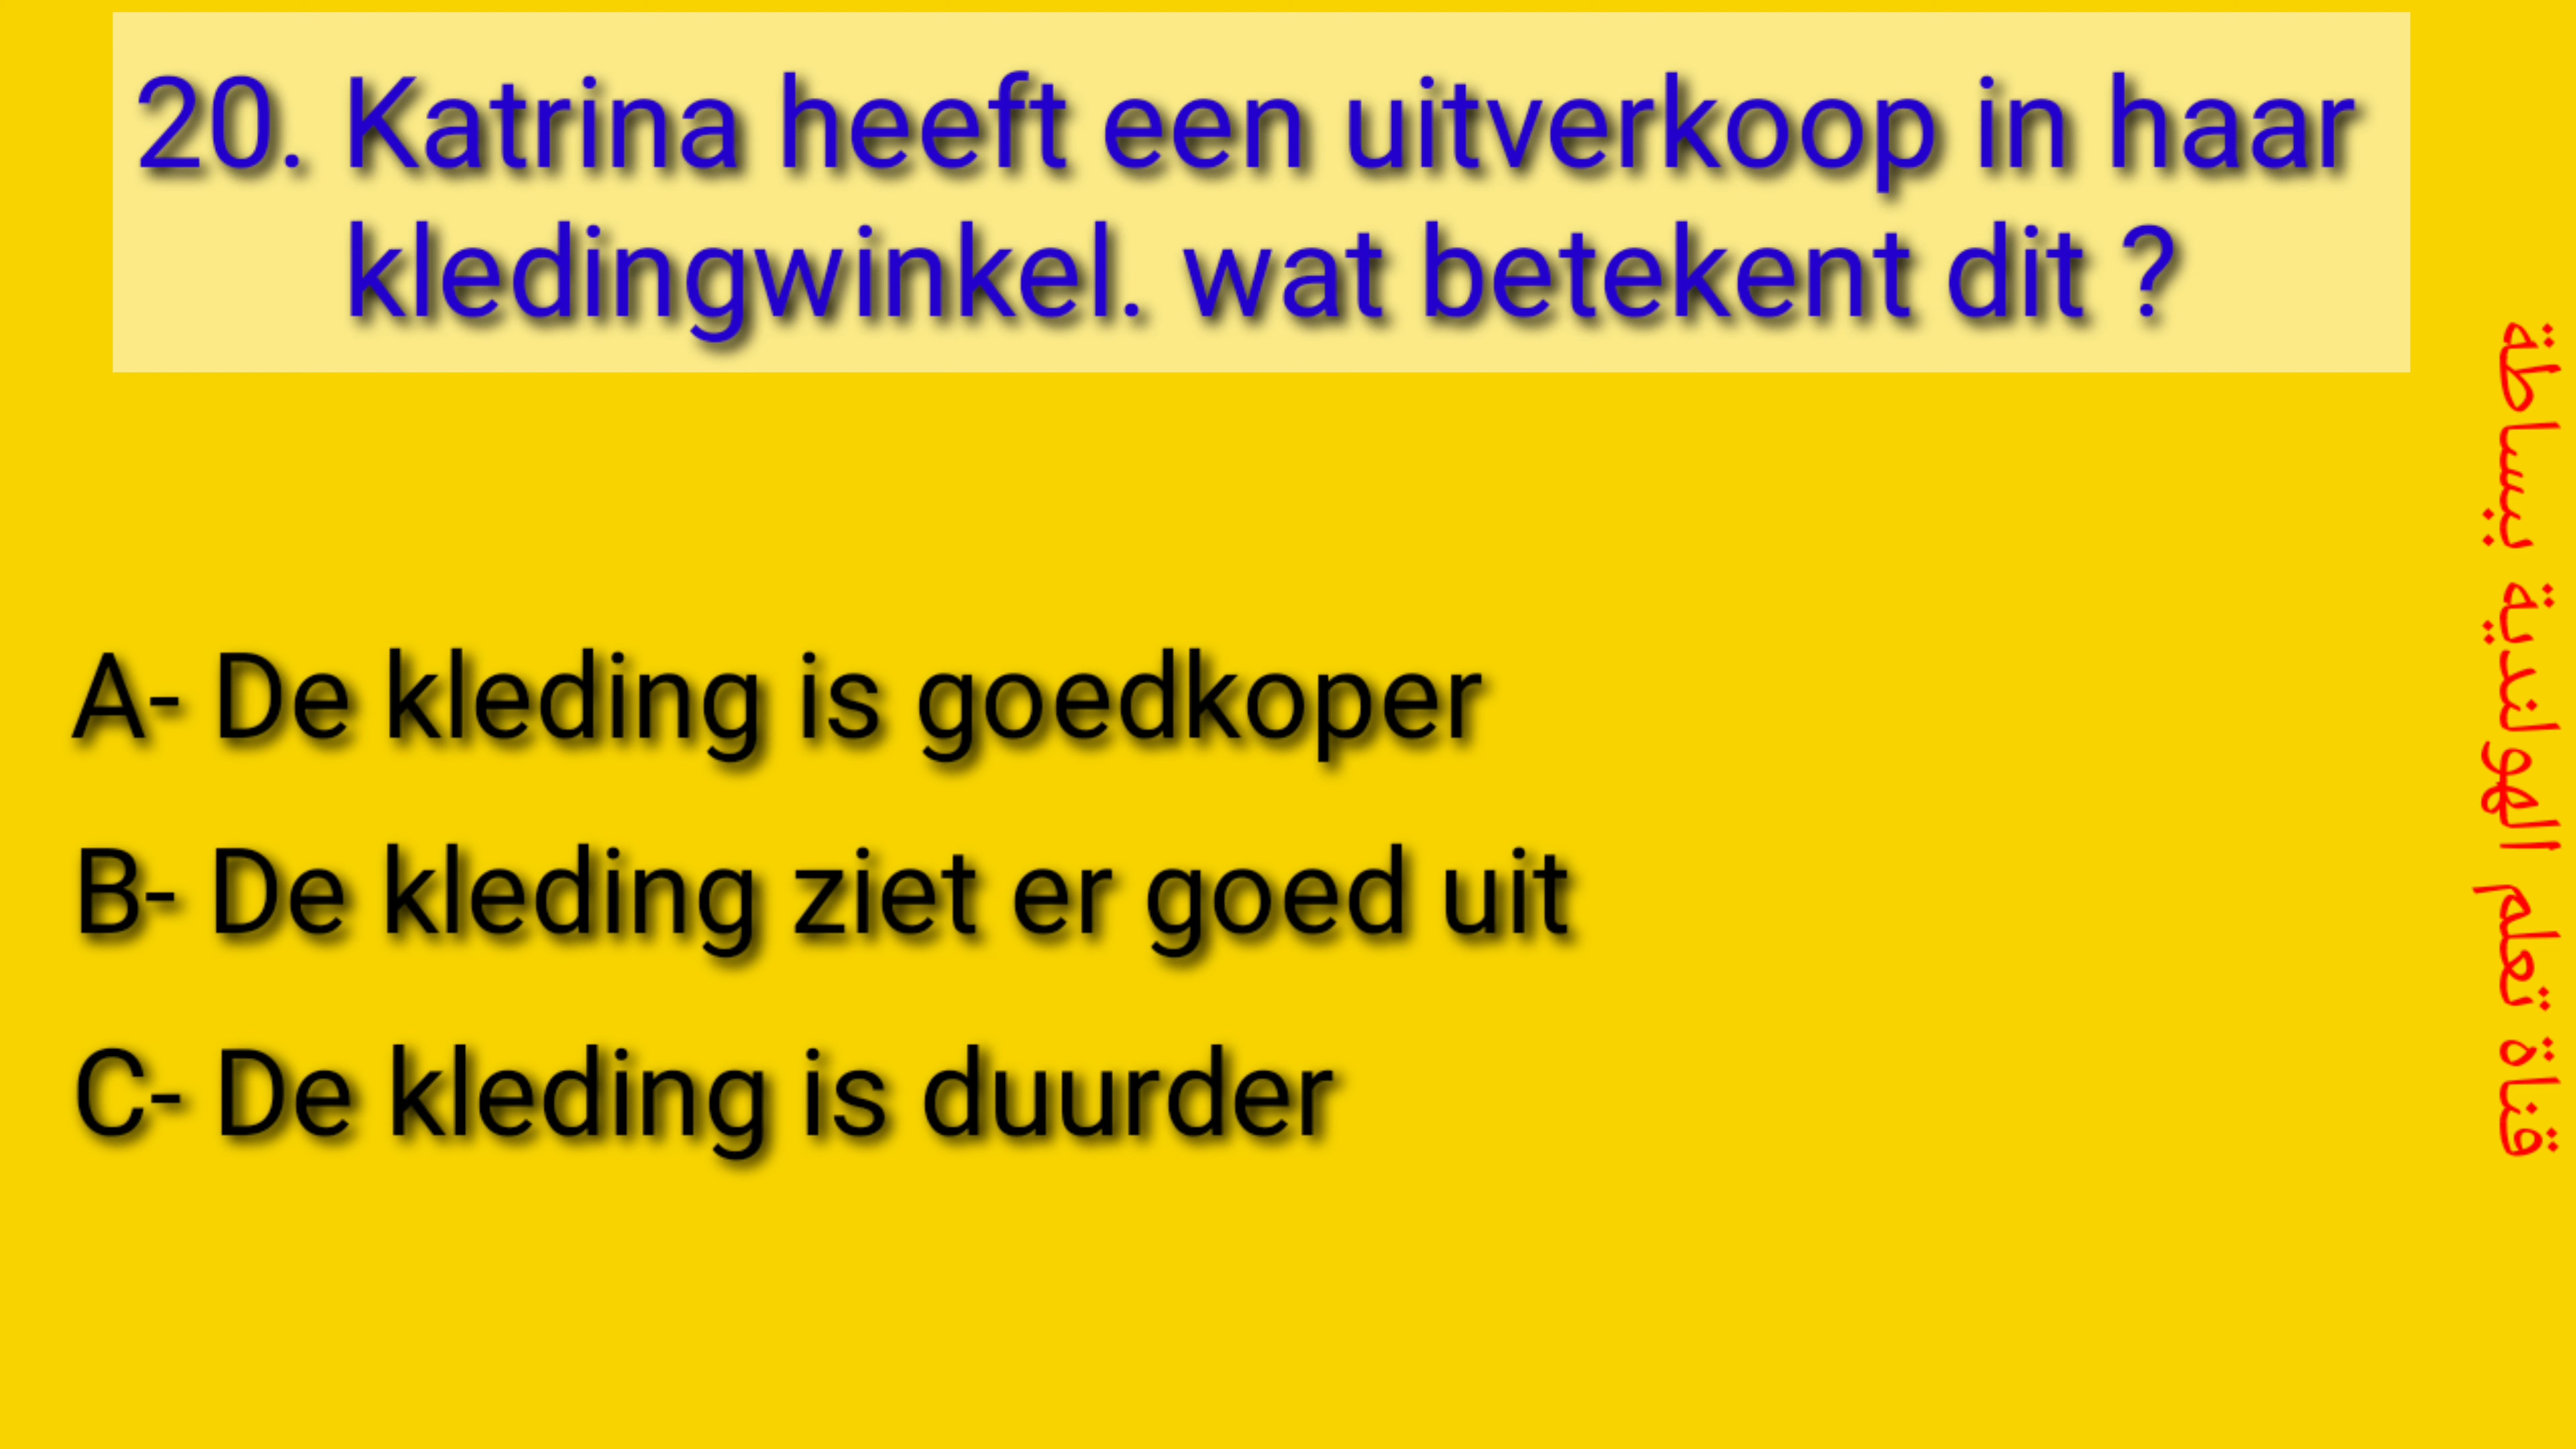 20. Katrina heeft een uitverkoop in haar
kledingwinkel. wat betekent dit ?
A- De kleding is goedkoper
B- De kleding ziet er goed uit
C- De kleding is duurder
قناة تعلم الهولندية ببساطة